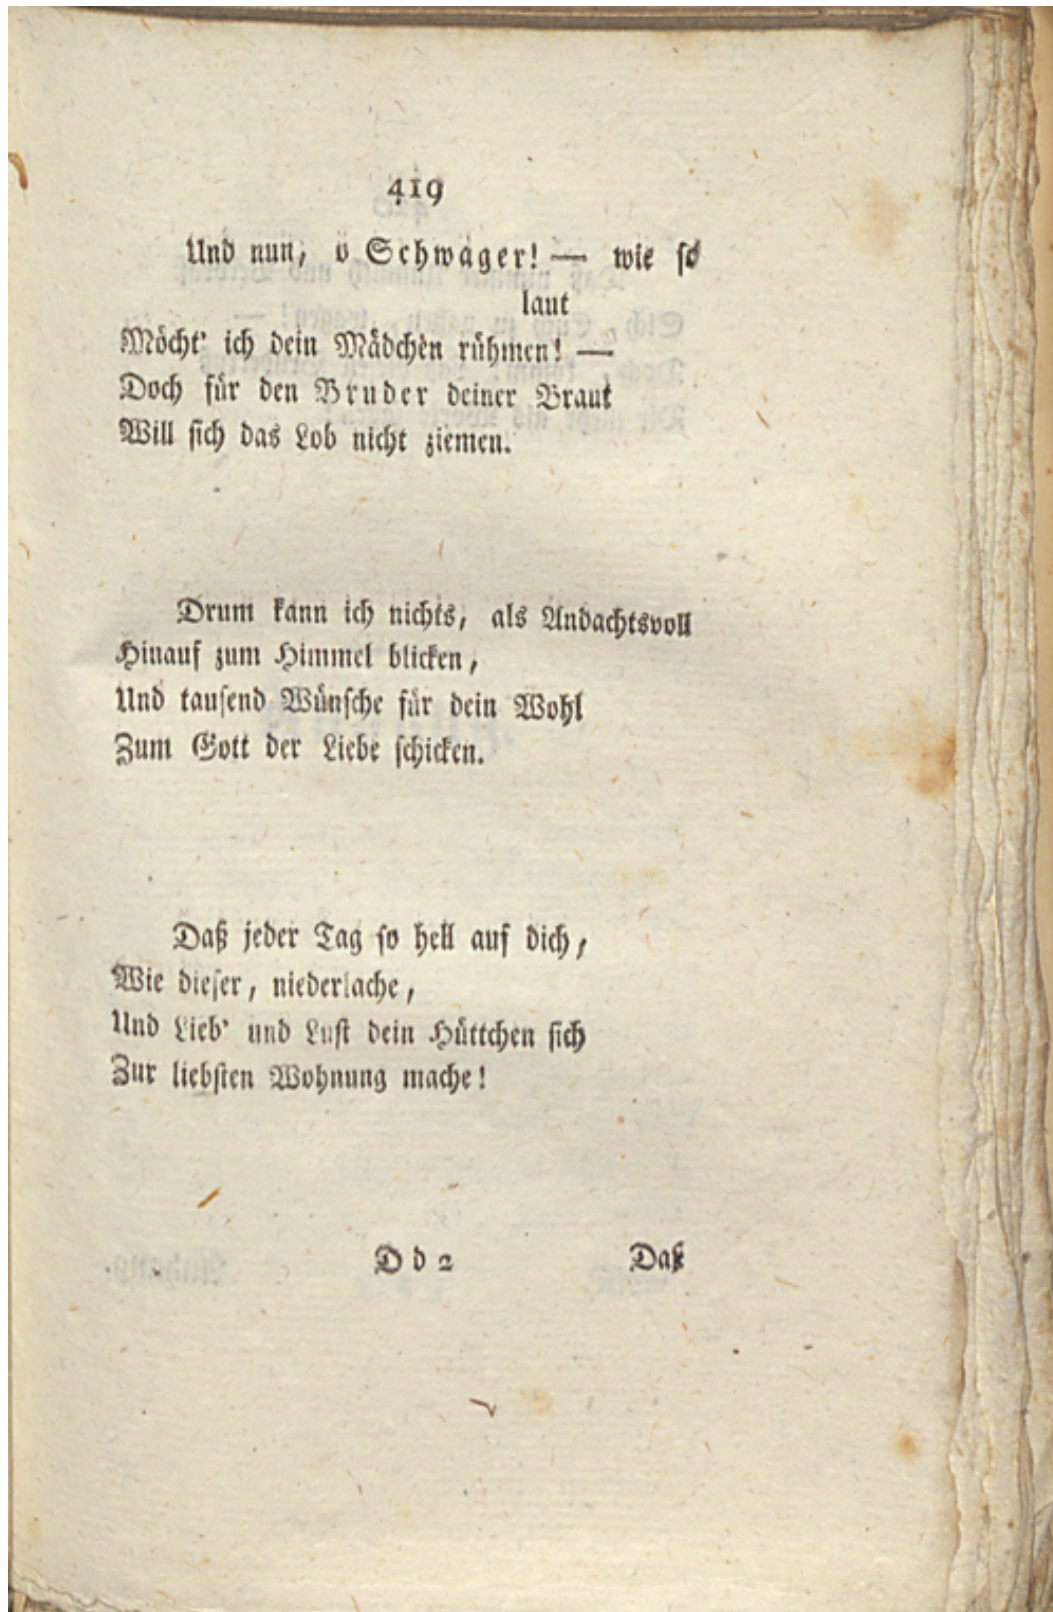 419
Und nun, o Schwager! — wie so
laut
Möcht' ich dein Mädchen rühmen! —
Doch für den Bruder deiner Braut
Will sich das Lob nicht ziemen.
Drum kann ich nichts, als Andachtsvoll
Hinauf zum Himmel blicken,
Und tausend Wünsche für dein Wohl
Zum Gott der Liebe schicken.
Daß jeder Tag so hell auf dich,
Wie dieser, niederlache,
Und Lieb' und Lust dein Hüttchen sich
Zur liebsten Wohnung mache!
D d 2 Daß